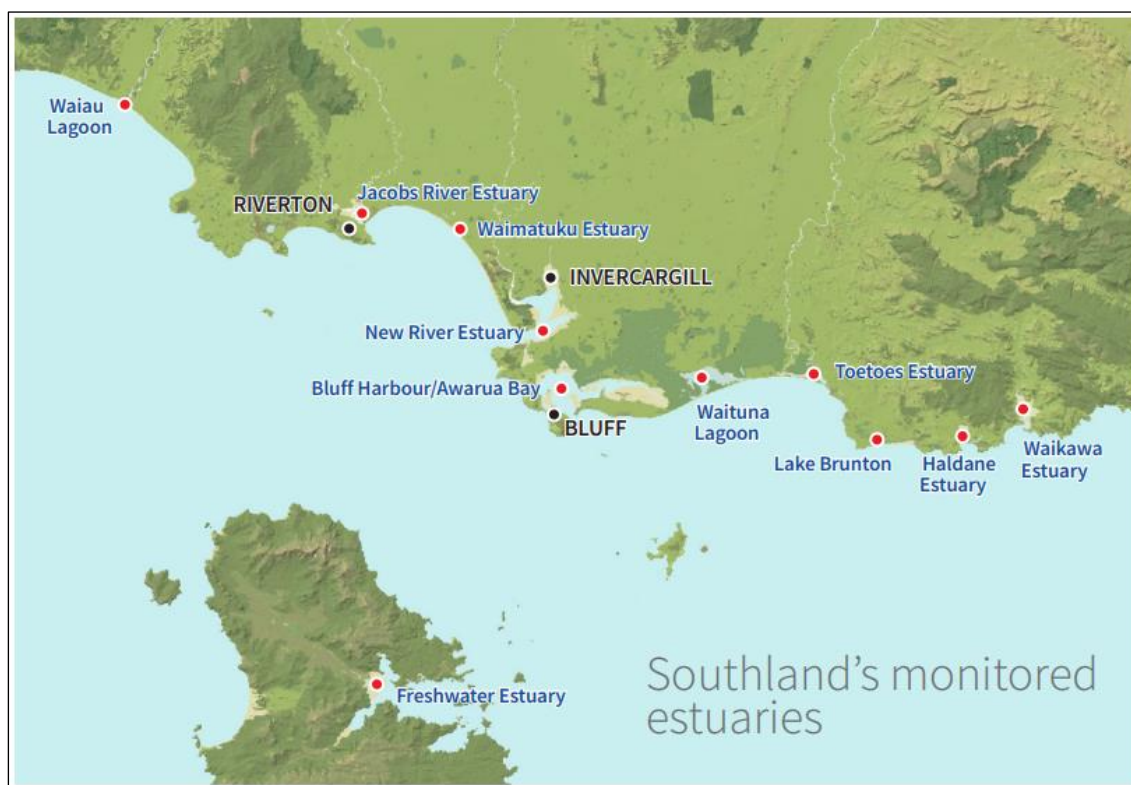 Waiau
Lagoon
Jacobs River Estuary
RIVERTON
Waimatuku Estuary
INVERCARGILL
New River Estuary
Bluff Harbour/Awarua Bay
BLUFF
Waituna
Lagoon
Toetoes Estuary
Lake Brunton
Haldane
Estuary
Waikawa
Estuary
Freshwater Estuary
Southland's monitored
estuaries